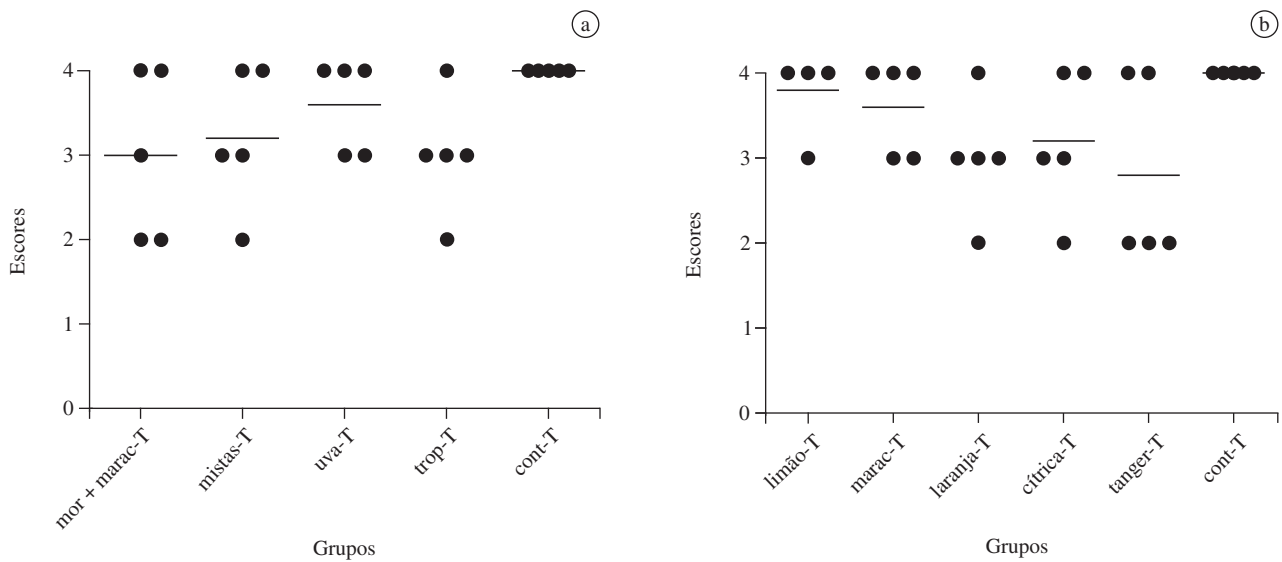 a
4
3
2
1
0
Escores
mor + marac-T
mistas-T
uva-T
trop-T
cont-T
Grupos
b
4
3
2
1
0
Escores
limão-T
marac-T
laranja-T
cítrica-T
tanger-T
cont-T
Grupos